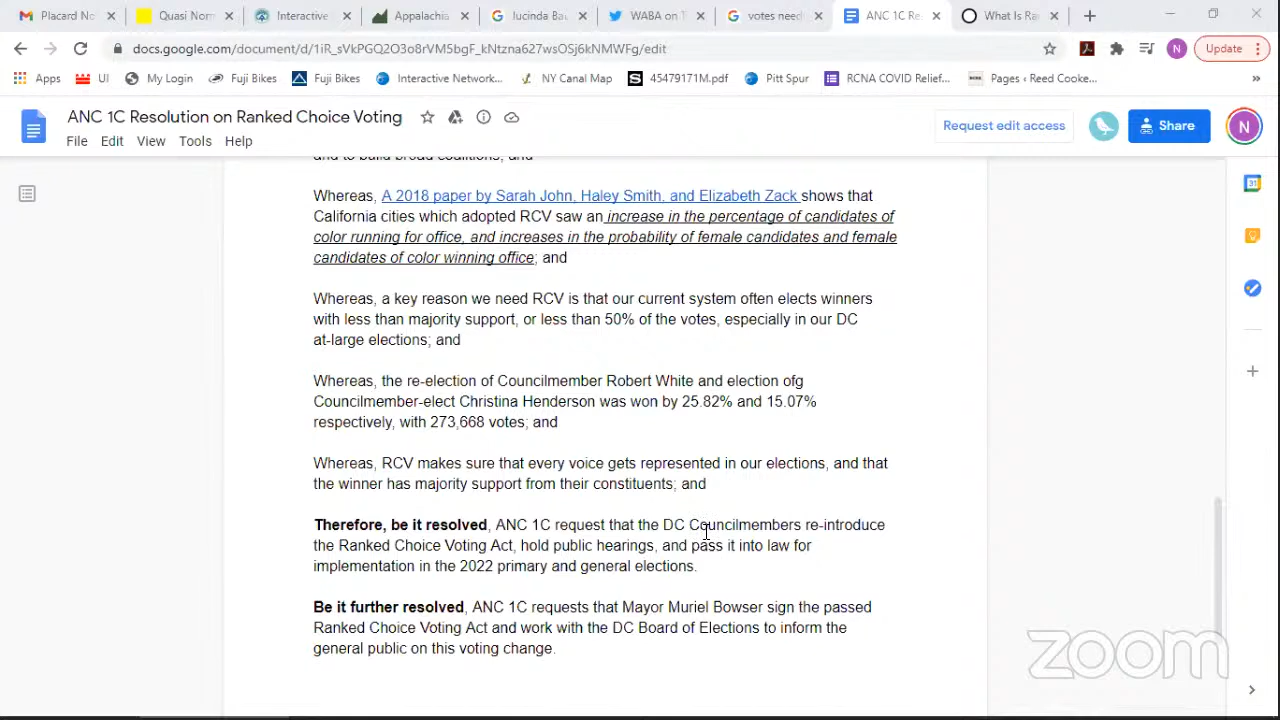 Placard No
Quasi Norm
Interactive
Appalachia
lucinda Bau
WABA on T
votes need
ANC 1C Re
What Is Ra
docs.google.com/document/d/1iR_sVkPGQ2O3o8rVM5bgF_kNtzna627wsOSj6kNMWFg/edit
N
Update
Apps
UI
My Login
Fuji Bikes
Fuji Bikes
Interactive Network...
NY Canal Map
45479171M.pdf
Pitt Spur
RCNA COVID Relief...
Pages ‹ Reed Cooke...
»
ANC 1C Resolution on Ranked Choice Voting
File Edit View Tools Help
Request edit access
Share
N
and to build broad coalitions; and
Whereas, A 2018 paper by Sarah John, Haley Smith, and Elizabeth Zack shows that
California cities which adopted RCV saw an increase in the percentage of candidates of
color running for office, and increases in the probability of female candidates and female
candidates of color winning office; and
Whereas, a key reason we need RCV is that our current system often elects winners
with less than majority support, or less than 50% of the votes, especially in our DC
at-large elections; and
Whereas, the re-election of Councilmember Robert White and election ofg
Councilmember-elect Christina Henderson was won by 25.82% and 15.07%
respectively, with 273,668 votes; and
Whereas, RCV makes sure that every voice gets represented in our elections, and that
the winner has majority support from their constituents; and
Therefore, be it resolved, ANC 1C request that the DC Councilmembers re-introduce
the Ranked Choice Voting Act, hold public hearings, and pass it into law for
implementation in the 2022 primary and general elections.
Be it further resolved, ANC 1C requests that Mayor Muriel Bowser sign the passed
Ranked Choice Voting Act and work with the DC Board of Elections to inform the
general public on this voting change.
31
zoom